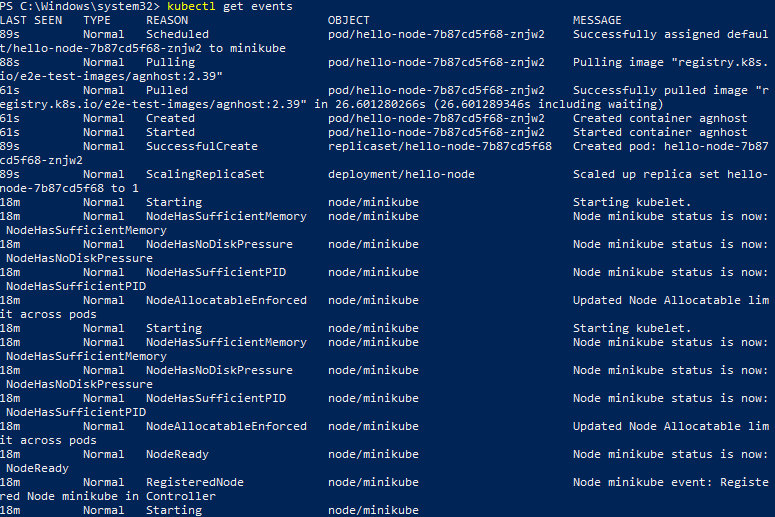 PS C:\Windows\system32> kubectl get events
LAST SEEN   TYPE     REASON                    OBJECT                             MESSAGE
89s         Normal   Scheduled                 pod/hello-node-7b87cd5f68-znjw2    Successfully assigned defaul
t/hello-node-7b87cd5f68-znjw2 to minikube
88s         Normal   Pulling                   pod/hello-node-7b87cd5f68-znjw2    Pulling image "registry.k8s.
io/e2e-test-images/agnhost:2.39"
61s         Normal   Pulled                    pod/hello-node-7b87cd5f68-znjw2    Successfully pulled image "r
egistry.k8s.io/e2e-test-images/agnhost:2.39" in 26.601280266s (26.601289346s including waiting)
61s         Normal   Created                   pod/hello-node-7b87cd5f68-znjw2    Created container agnhost
61s         Normal   Started                   pod/hello-node-7b87cd5f68-znjw2    Started container agnhost
89s         Normal   SuccessfulCreate          replicaset/hello-node-7b87cd5f68   Created pod: hello-node-7b87
cd5f68-znjw2
89s         Normal   ScalingReplicaSet         deployment/hello-node              Scaled up replica set hello-
node-7b87cd5f68 to 1
18m         Normal   Starting                  node/minikube                      Starting kubelet.
18m         Normal   NodeHasSufficientMemory   node/minikube                      Node minikube status is now:
 NodeHasSufficientMemory
18m         Normal   NodeHasNoDiskPressure     node/minikube                      Node minikube status is now:
 NodeHasNoDiskPressure
18m         Normal   NodeHasSufficientPID      node/minikube                      Node minikube status is now:
 NodeHasSufficientPID
18m         Normal   NodeAllocatableEnforced   node/minikube                      Updated Node Allocatable lim
it across pods
18m         Normal   Starting                  node/minikube                      Starting kubelet.
18m         Normal   NodeHasSufficientMemory   node/minikube                      Node minikube status is now:
 NodeHasSufficientMemory
18m         Normal   NodeHasNoDiskPressure     node/minikube                      Node minikube status is now:
 NodeHasNoDiskPressure
18m         Normal   NodeHasSufficientPID      node/minikube                      Node minikube status is now:
 NodeHasSufficientPID
18m         Normal   NodeAllocatableEnforced   node/minikube                      Updated Node Allocatable lim
it across pods
18m         Normal   NodeReady                 node/minikube                      Node minikube status is now:
 NodeReady
18m         Normal   RegisteredNode            node/minikube                      Node minikube event: Registe
red Node minikube in Controller
18m         Normal   Starting                  node/minikube